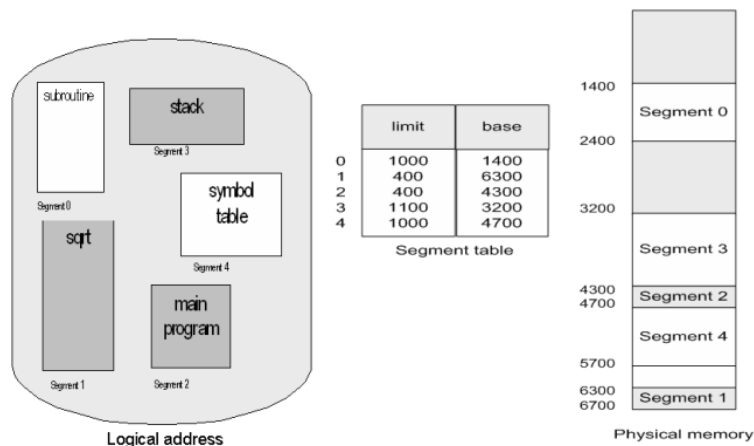 subroutine
stack
Segment 3
Segment 0
symbol
table
sqrt
Segment 4
main
program
Segment 1
Segment 2
Logical address
limit base
0 1000 1400
1 400 6300
2 400 4300
3 1100 3200
4 1000 4700
Segment table
1400
Segment 0
2400
3200
Segment 3
4300
Segment 2
4700
Segment 4
5700
6300
Segment 1
6700
Physical memory